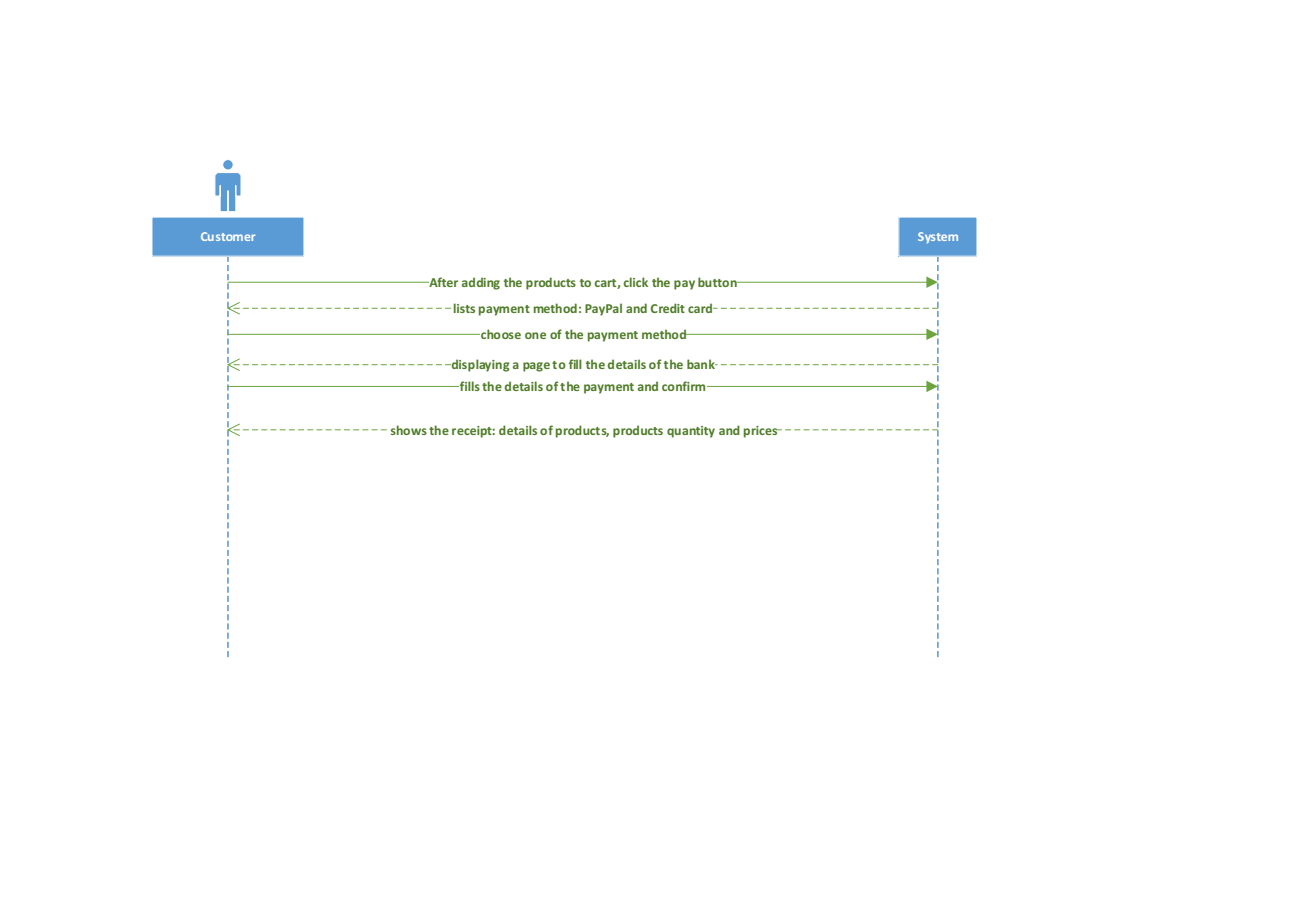 Customer
System
After adding the products to cart, click the pay button
lists payment method: PayPal and Credit card
choose one of the payment method
displaying a page to fill the details of the bank
fills the details of the payment and confirm
shows the receipt: details of products, products quantity and prices